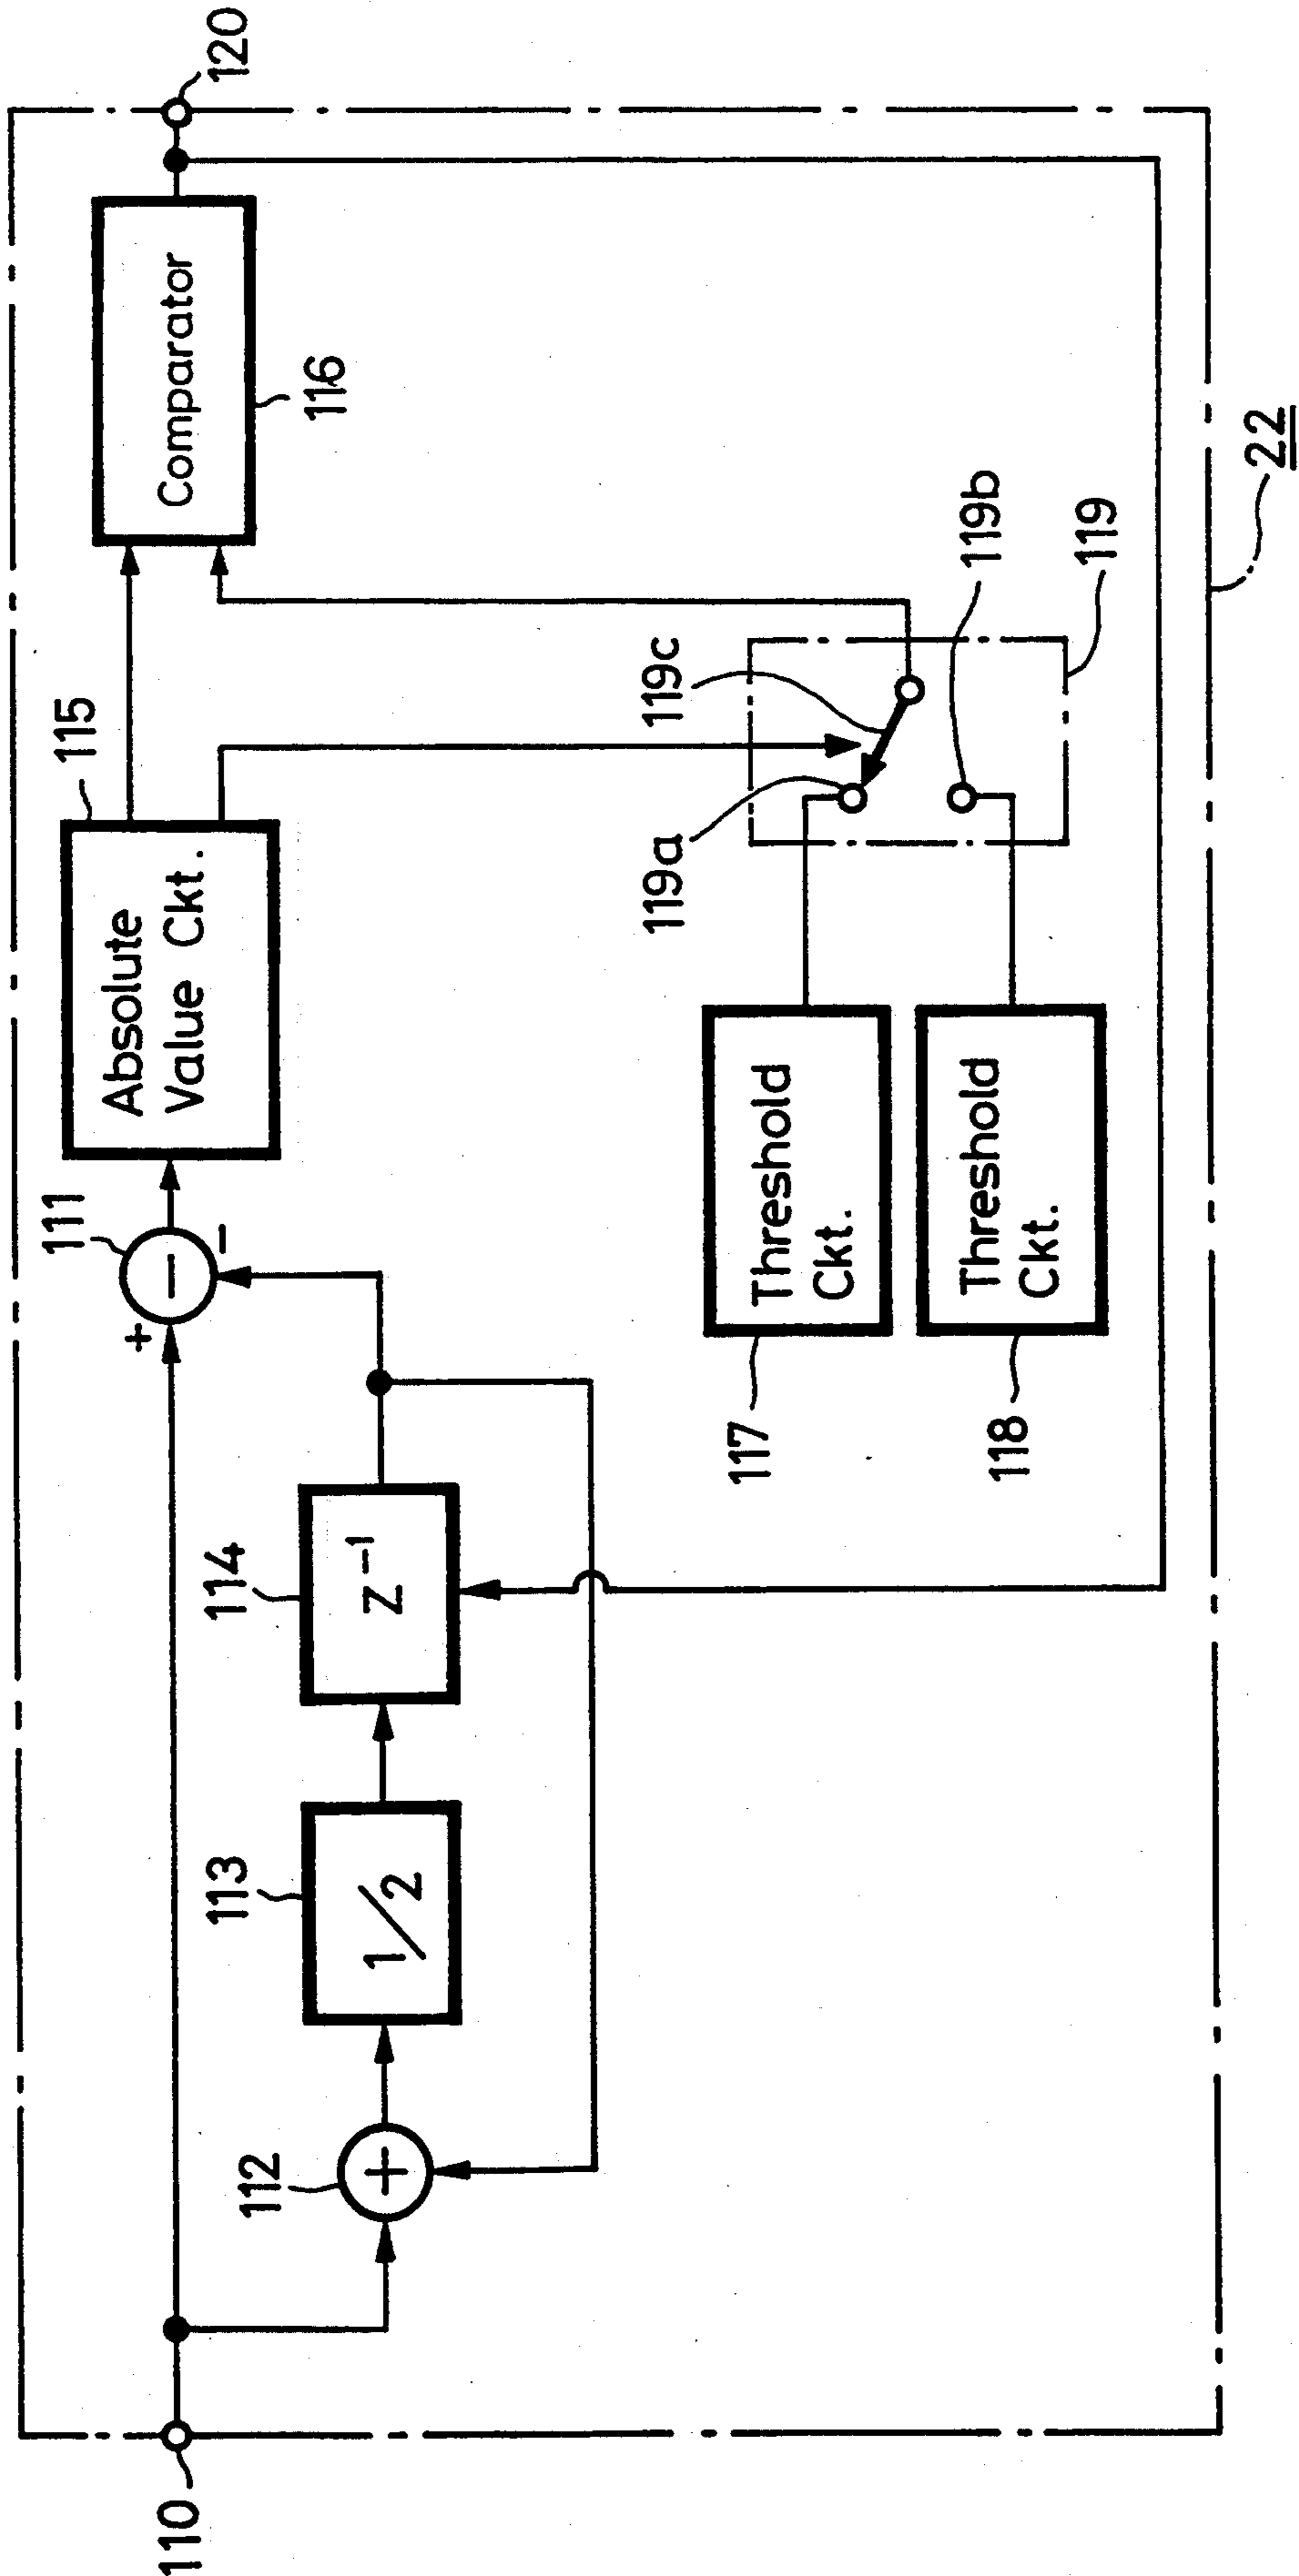 110
112
+
113
1/2
114
Z⁻¹
111
+
−
−
115
Absolute
Value Ckt.
Comparator
116
120
117
Threshold
Ckt.
118
Threshold
Ckt.
119a
119c
119b
119
22